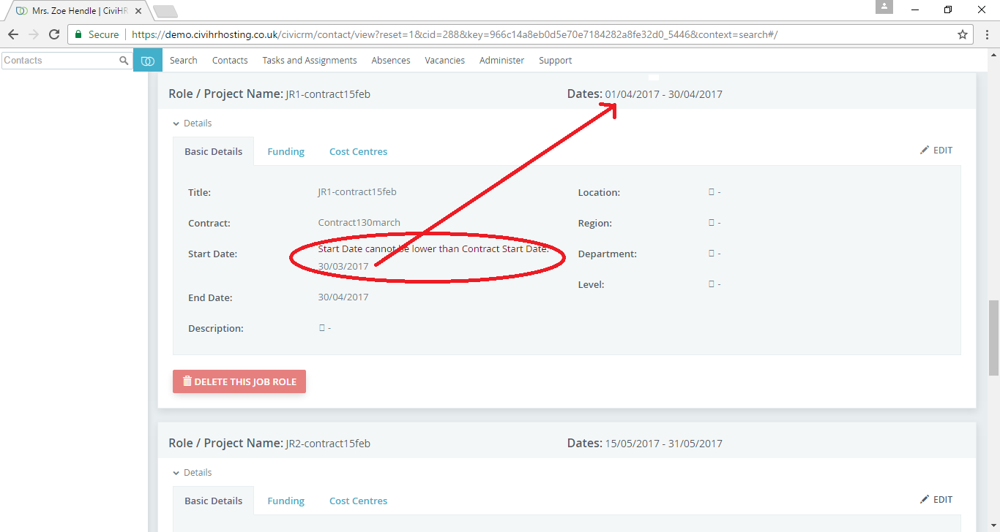 Mrs. Zoe Hendle | CiviHR
Secure
https://demo.civihrhosting.co.uk/civicrm/contact/view?reset=1&cid=288&key=966c14a8eb0d5e70e7184282a8fe32d0_5446&context=search#/
Contacts
Search Contacts Tasks and Assignments Absences Vacancies Administer Support
Role / Project Name: JR1-contract15feb Dates: 01/04/2017 - 30/04/2017
Details
Basic Details Funding Cost Centres EDIT
Title: JR1-contract15feb Location: -
Contract: Contract130march Region: -
Start Date cannot be lower than Contract Start Date.
Start Date: Department: -
30/03/2017
Level: -
End Date: 30/04/2017
Description: -
DELETE THIS JOB ROLE
Role / Project Name: JR2-contract15feb Dates: 15/05/2017 - 31/05/2017
Details
Basic Details Funding Cost Centres EDIT